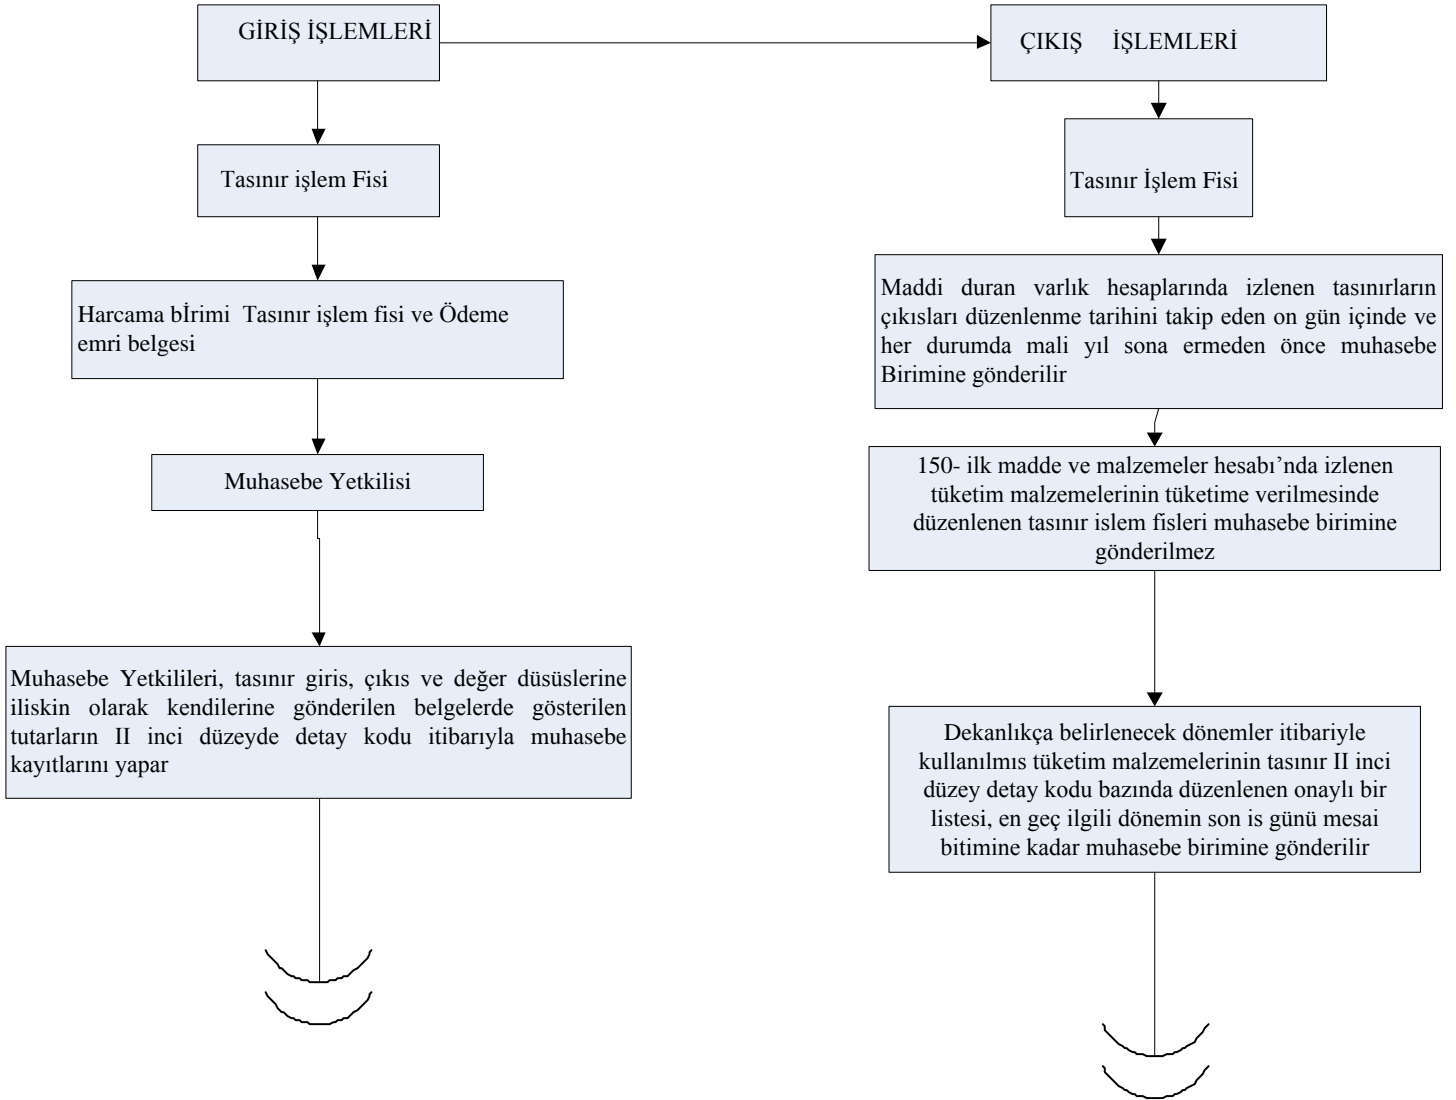 GİRİŞ İŞLEMLERİ
Tasınır işlem Fisi
Harcama bİrimi Tasınır işlem fisi ve Ödeme
emri belgesi
Muhasebe Yetkilisi
Muhasebe Yetkilileri, tasınır giris, çıkıs ve değer düsüslerine
iliskin olarak kendilerine gönderilen belgelerde gösterilen
tutarların II inci düzeyde detay kodu itibarıyla muhasebe
kayıtlarını yapar
ÇIKIŞ İŞLEMLERİ
Tasınır İşlem Fisi
Maddi duran varlık hesaplarında izlenen tasınırların
çıkısları düzenlenme tarihini takip eden on gün içinde ve
her durumda mali yıl sona ermeden önce muhasebe
Birimine gönderilir
150- ilk madde ve malzemeler hesabı’nda izlenen
tüketim malzemelerinin tüketime verilmesinde
düzenlenen tasınır islem fisleri muhasebe birimine
gönderilmez
Dekanlıkça belirlenecek dönemler itibariyle
kullanılmıs tüketim malzemelerinin tasınır II inci
düzey detay kodu bazında düzenlenen onaylı bir
listesi, en geç ilgili dönemin son is günü mesai
bitimine kadar muhasebe birimine gönderilir